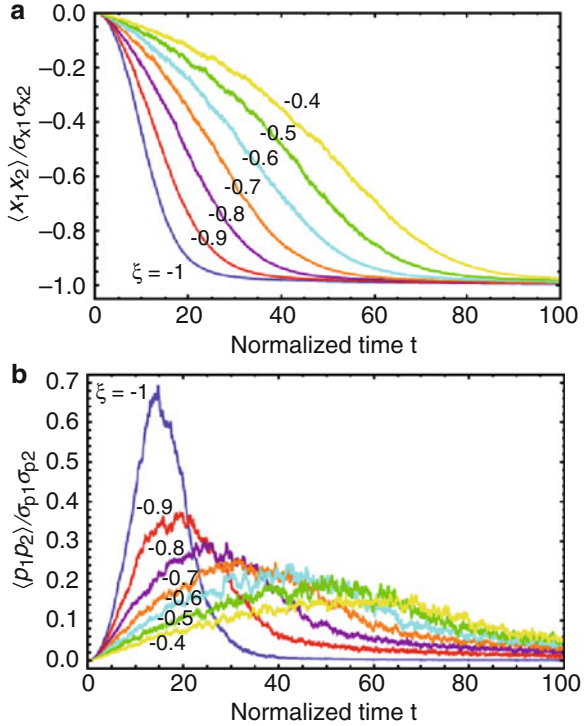 a
⟨x1x2⟩/σx1σx2
0.0
−0.2
−0.4
−0.6
−0.8
−1.0
-0.4
-0.5
-0.6
-0.7
-0.8
-0.9
ξ = -1
0 20 40 60 80 100
Normalized time t
b
⟨p1p2⟩/σp1σp2
0.7
0.6
0.5
0.4
0.3
0.2
0.1
0.0
ξ = -1
-0.9
-0.8
-0.7
-0.6
-0.5
-0.4
0 20 40 60 80 100
Normalized time t